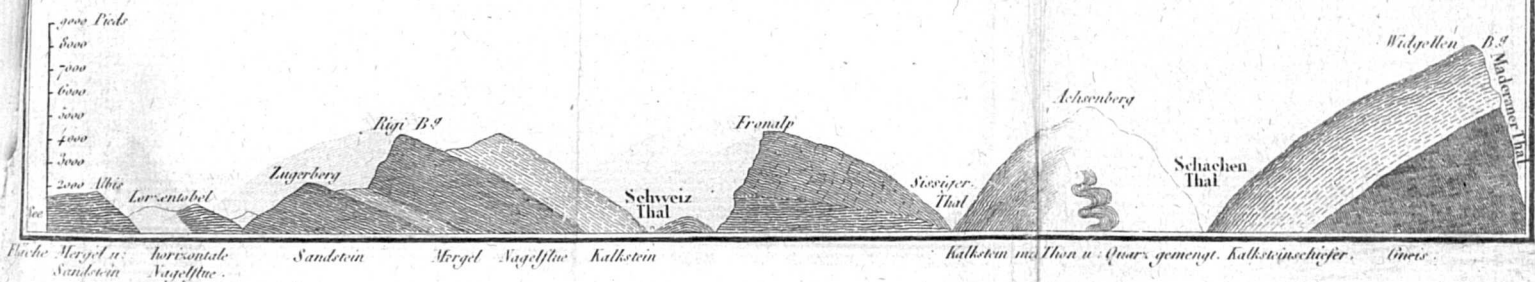 9000 Pieds
8000
7000
6000
5000
4000
3000
2000 Albis
See
Lorzentobel
Zugerberg
Rigi Bg
Schweiz
Thal
Fronalp
Sissiger
Thal
Achsenberg
Schachen
Thal
Widgellen Bg
Maderaner Thal
fläche Mergel u:
Sandstein
horizontale
Nagelflue.
Sandstein
Mergel
Nagelflue
Kalkstein
Kalkstein mit Thon u: Quarz gemengt.
Kalksteinschiefer.
Gneis